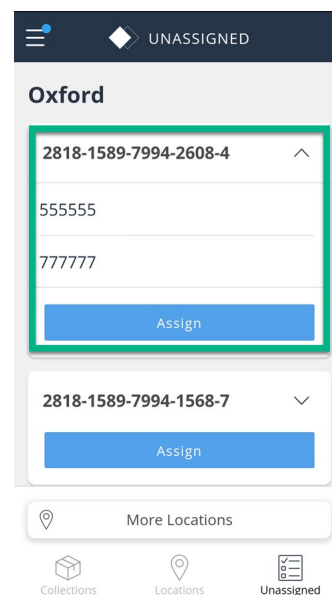 UNASSIGNED
Oxford
2818-1589-7994-2608-4
555555
777777
Assign
2818-1589-7994-1568-7
Assign
More Locations
Collections Locations Unassigned